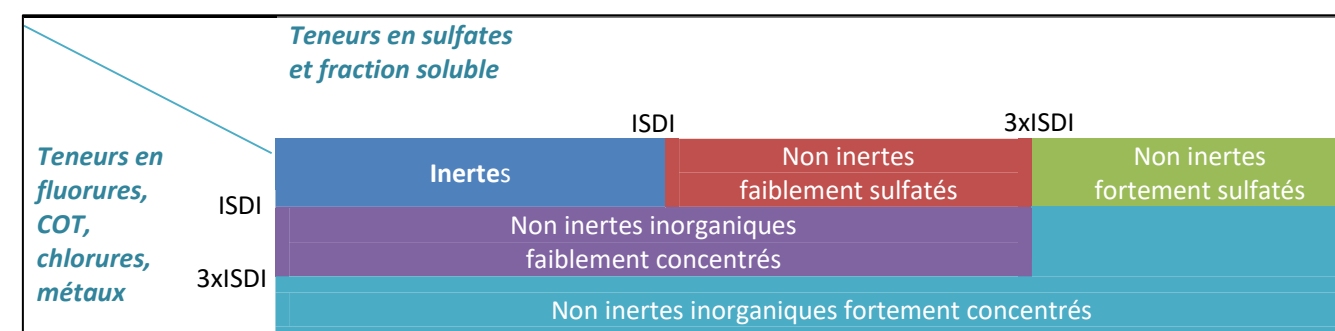 Teneurs en sulfates
et fraction soluble
ISDI
3xISDI
Teneurs en
fluorures,
COT,
chlorures,
métaux
ISDI
3xISDI
Inertes
Non inertes
faiblement sulfatés
Non inertes
fortement sulfatés
Non inertes inorganiques
faiblement concentrés
Non inertes inorganiques fortement concentrés